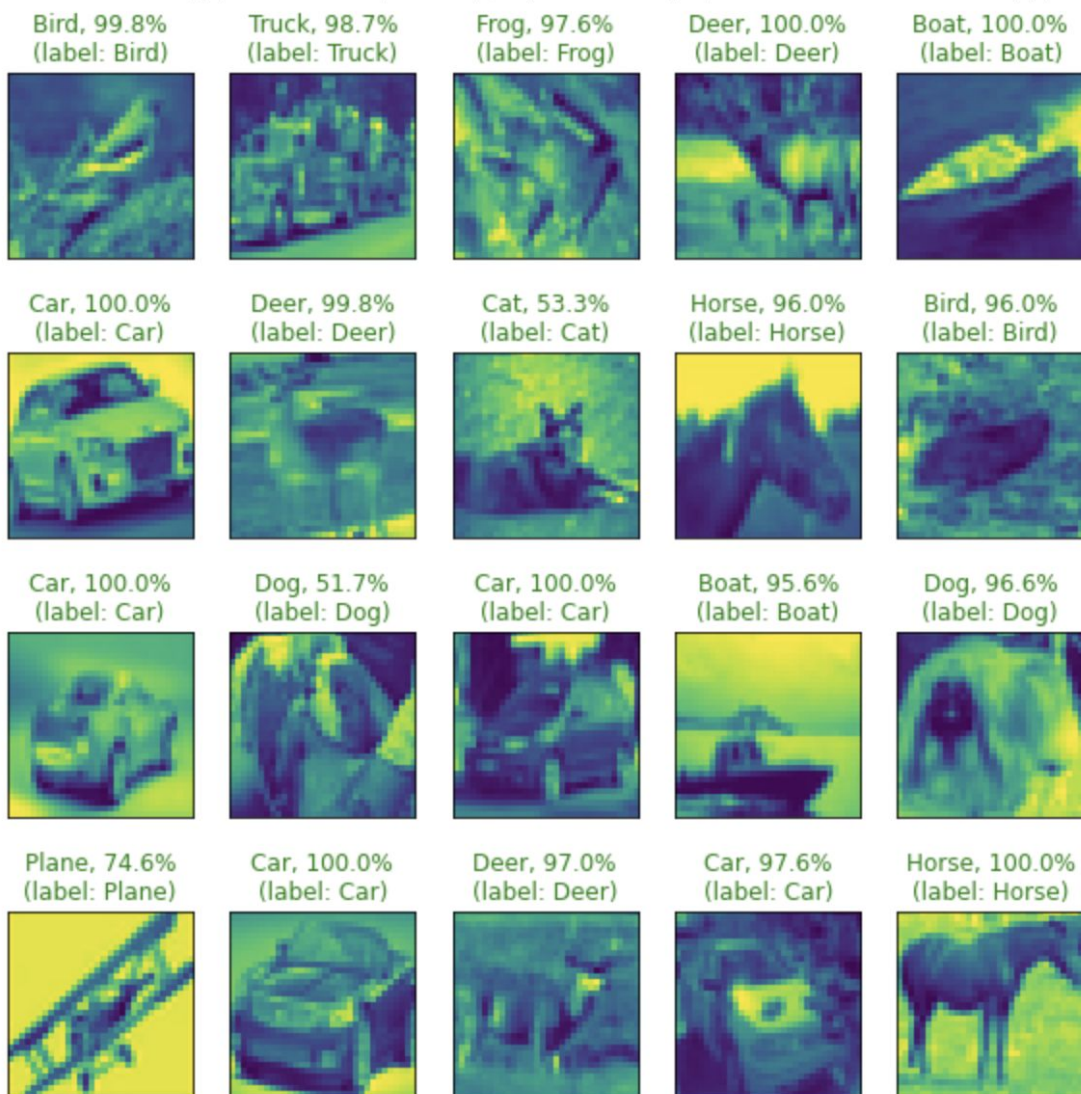 Bird, 99.8%
(label: Bird)
Truck, 98.7%
(label: Truck)
Frog, 97.6%
(label: Frog)
Deer, 100.0%
(label: Deer)
Boat, 100.0%
(label: Boat)
Car, 100.0%
(label: Car)
Deer, 99.8%
(label: Deer)
Cat, 53.3%
(label: Cat)
Horse, 96.0%
(label: Horse)
Bird, 96.0%
(label: Bird)
Car, 100.0%
(label: Car)
Dog, 51.7%
(label: Dog)
Car, 100.0%
(label: Car)
Boat, 95.6%
(label: Boat)
Dog, 96.6%
(label: Dog)
Plane, 74.6%
(label: Plane)
Car, 100.0%
(label: Car)
Deer, 97.0%
(label: Deer)
Car, 97.6%
(label: Car)
Horse, 100.0%
(label: Horse)